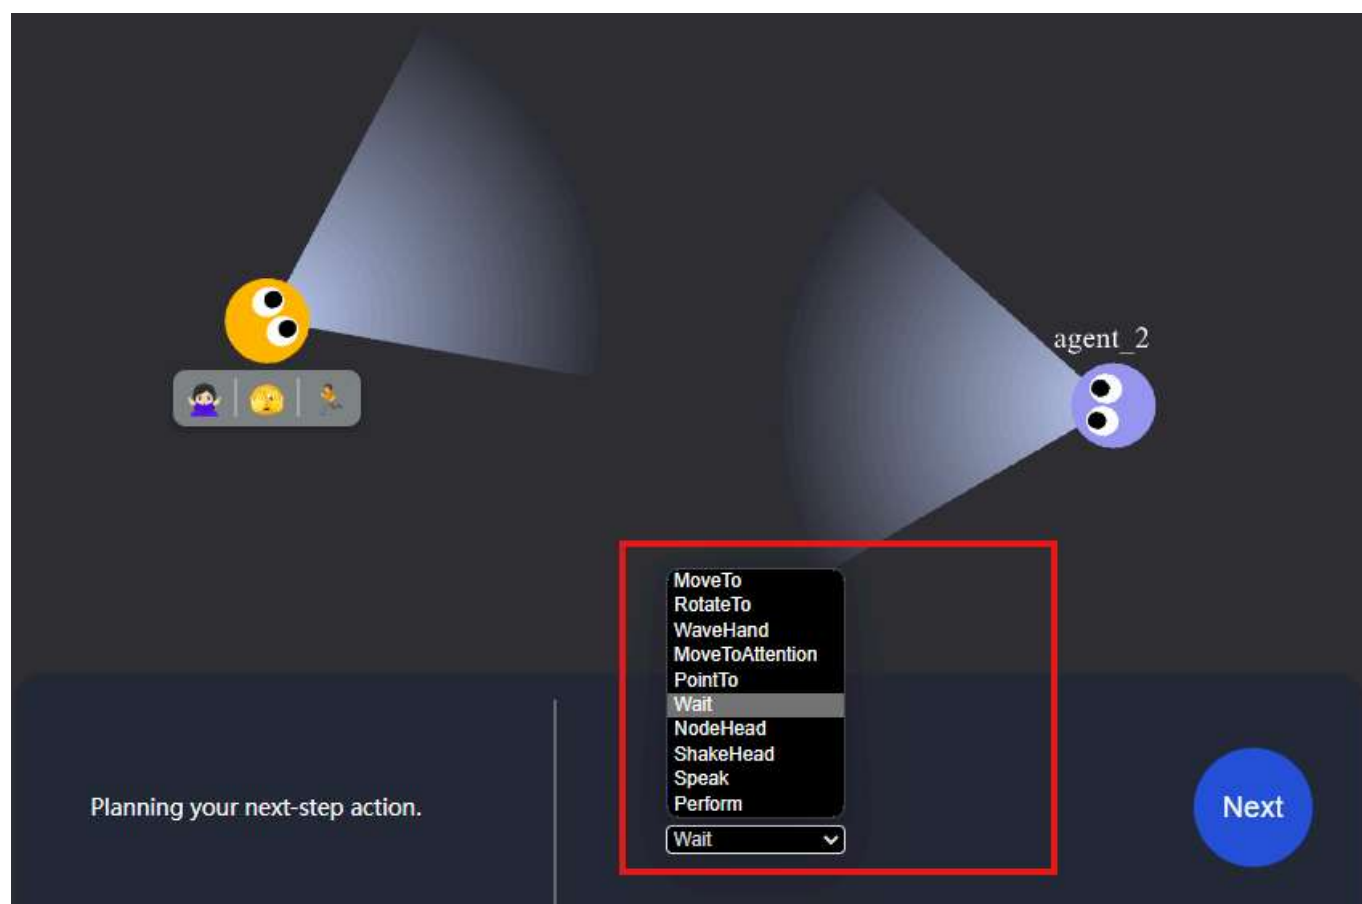 agent_2
MoveTo
RotateTo
WaveHand
MoveToAttention
PointTo
Wait
NodeHead
ShakeHead
Speak
Perform
Planning your next-step action.
Wait
Next